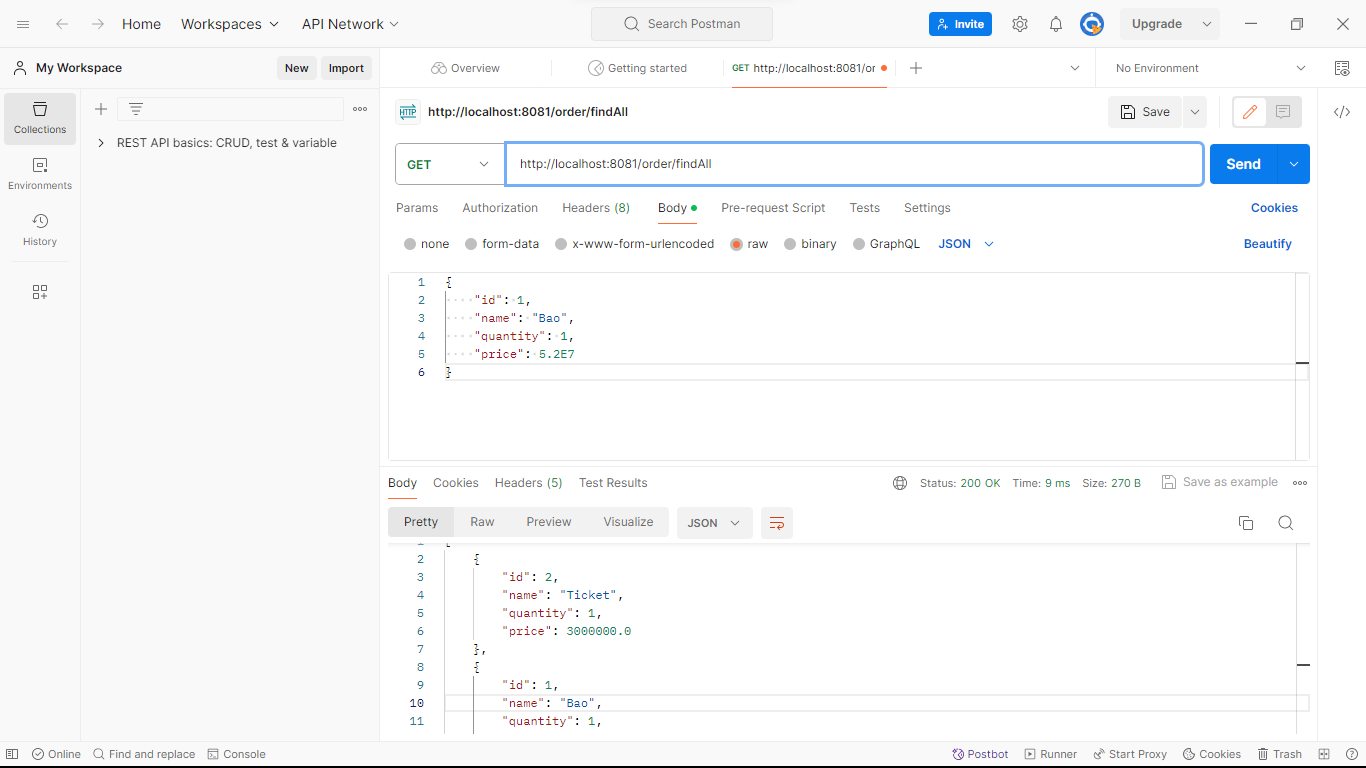 Home Workspaces API Network Search Postman Invite Upgrade
My Workspace New Import Overview Getting started GET http://localhost:8081/or No Environment
Collections
Environments
History
REST API basics: CRUD, test & variable
HTTP http://localhost:8081/order/findAll Save
GET http://localhost:8081/order/findAll Send
Params Authorization Headers (8) Body Pre-request Script Tests Settings Cookies
none form-data x-www-form-urlencoded raw binary GraphQL JSON Beautify
1 {
2 "id": 1,
3 "name": "Bao",
4 "quantity": 1,
5 "price": 5.2E7
6 }
Body Cookies Headers (5) Test Results Status: 200 OK Time: 9 ms Size: 270 B Save as example
Pretty Raw Preview Visualize JSON
2 {
3 "id": 2,
4 "name": "Ticket",
5 "quantity": 1,
6 "price": 3000000.0
7 },
8 {
9 "id": 1,
10 "name": "Bao",
11 "quantity": 1,
Online Find and replace Console Postbot Runner Start Proxy Cookies Trash